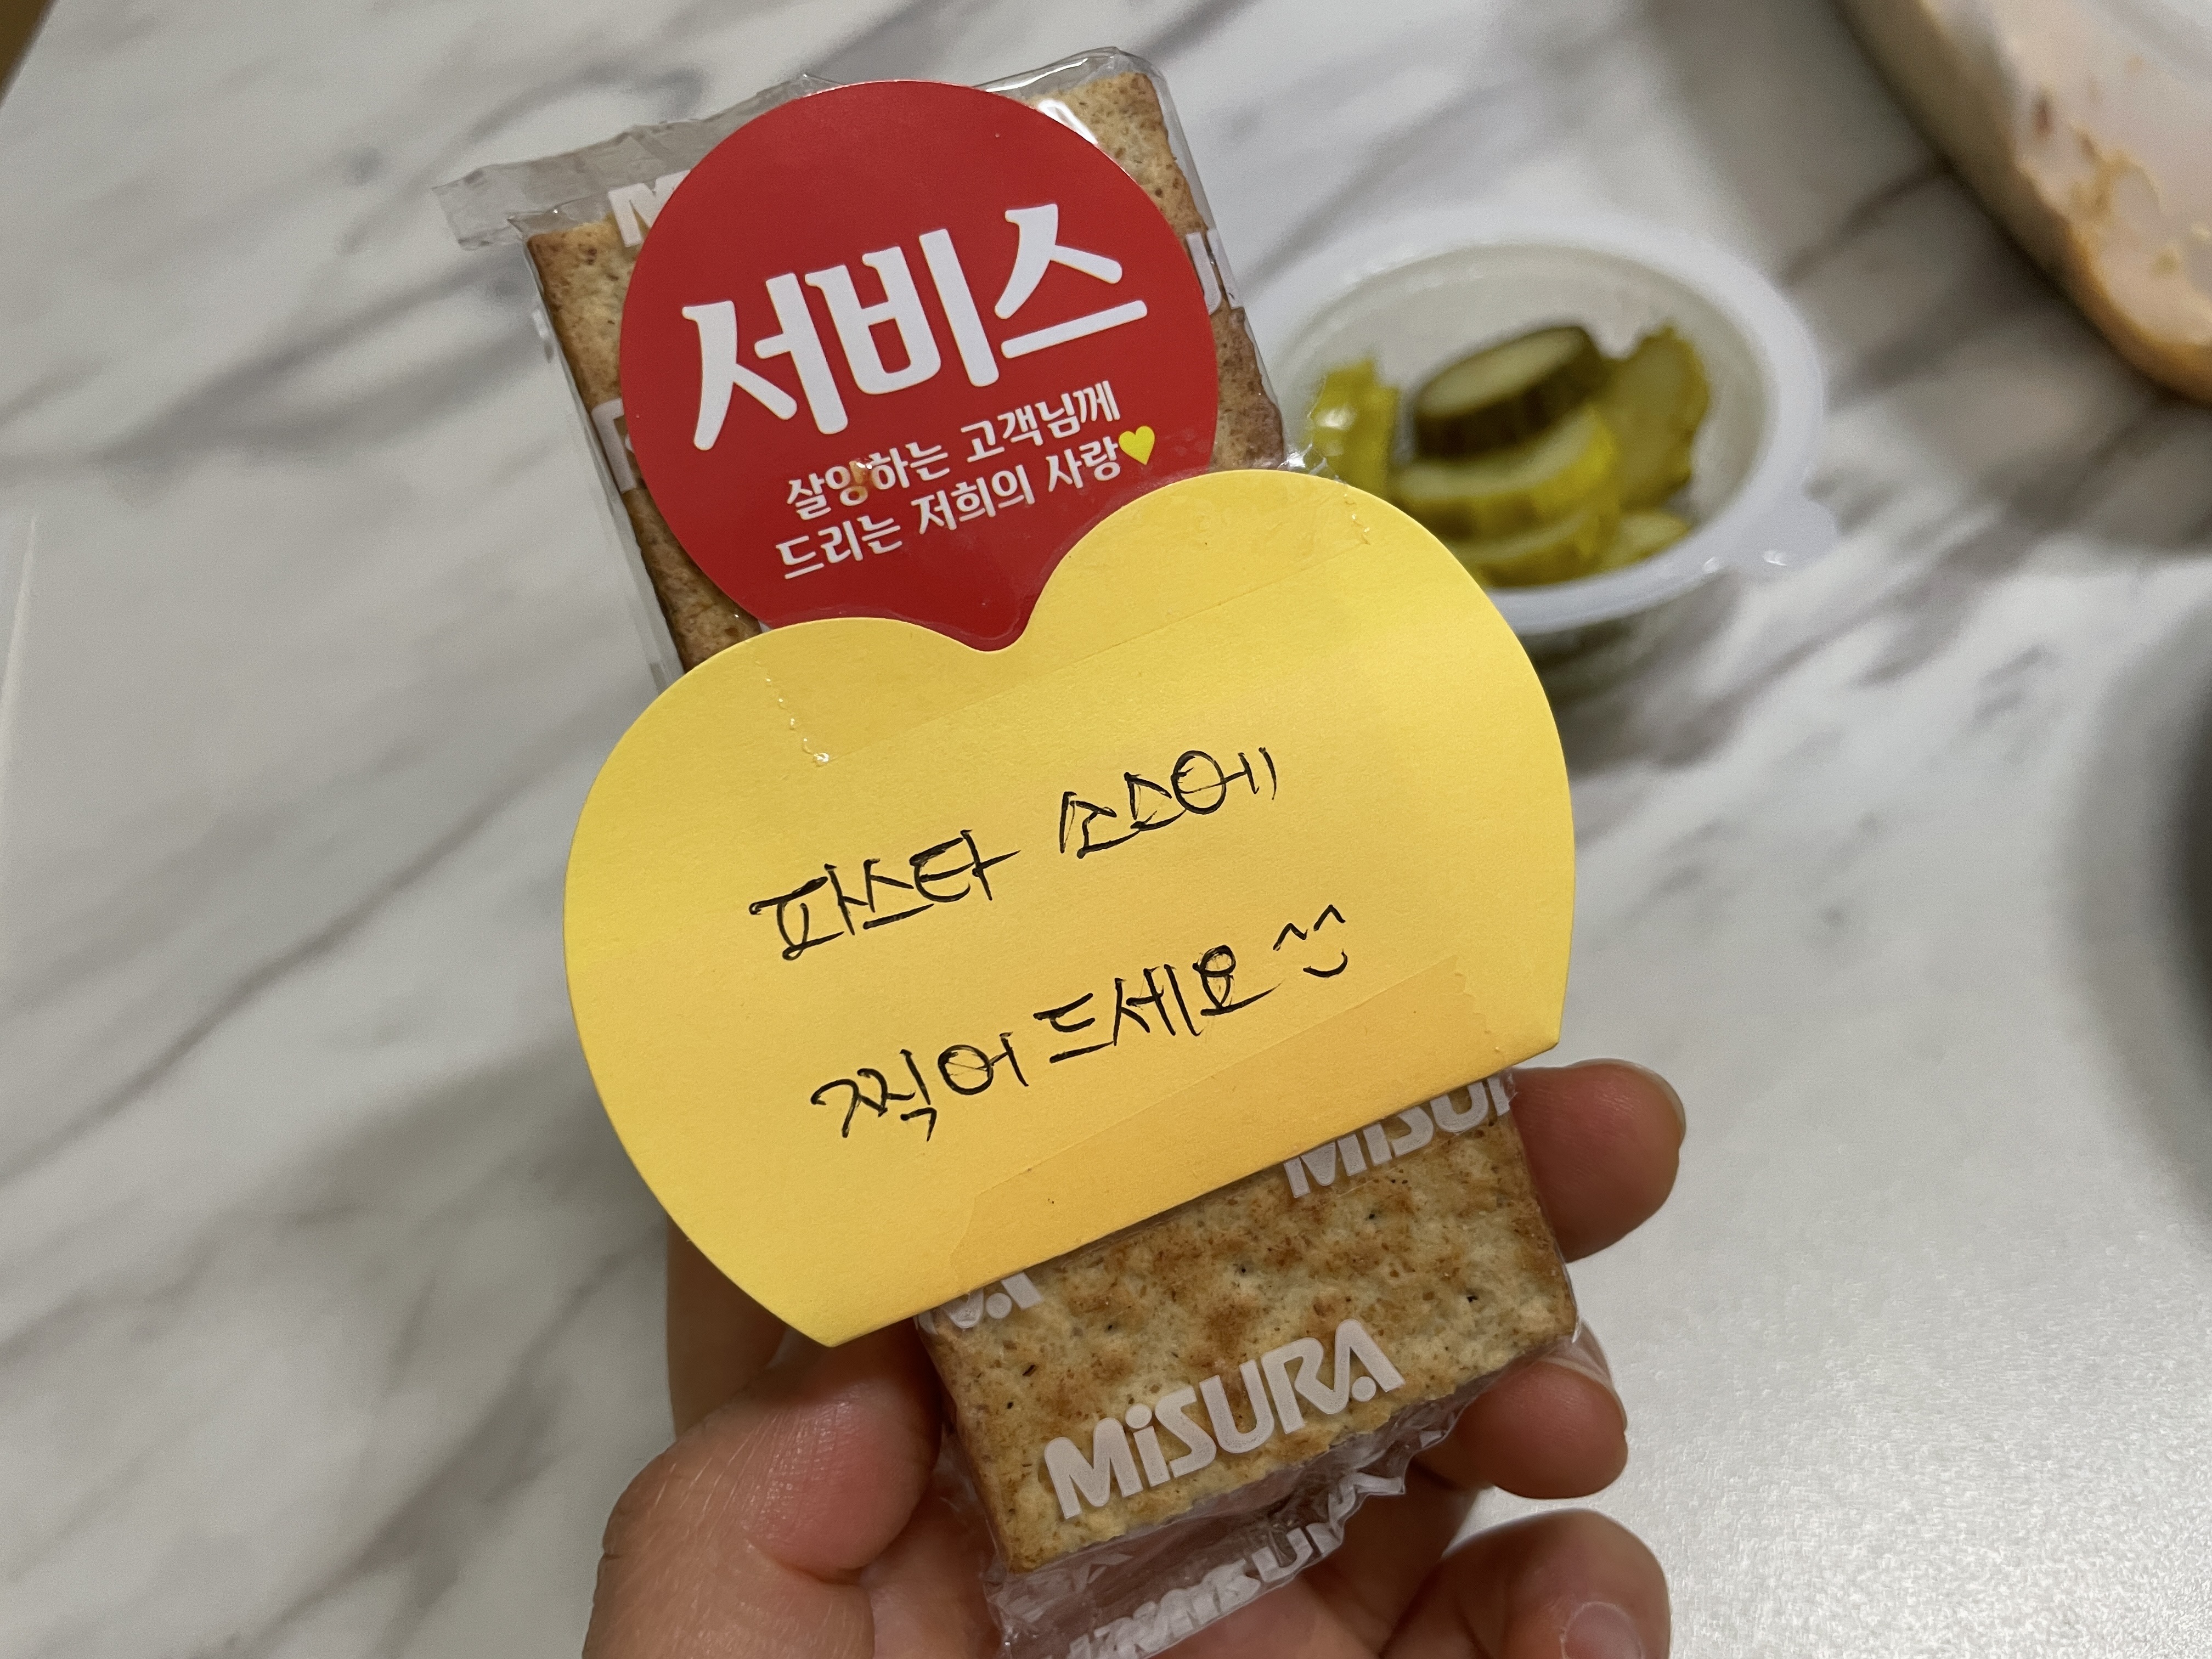 서비스
살앙하는 고객님께
드리는 저희의 사랑💛
파스타 소스에
찍어 드세요 ^^
MiSURA
MiSURA